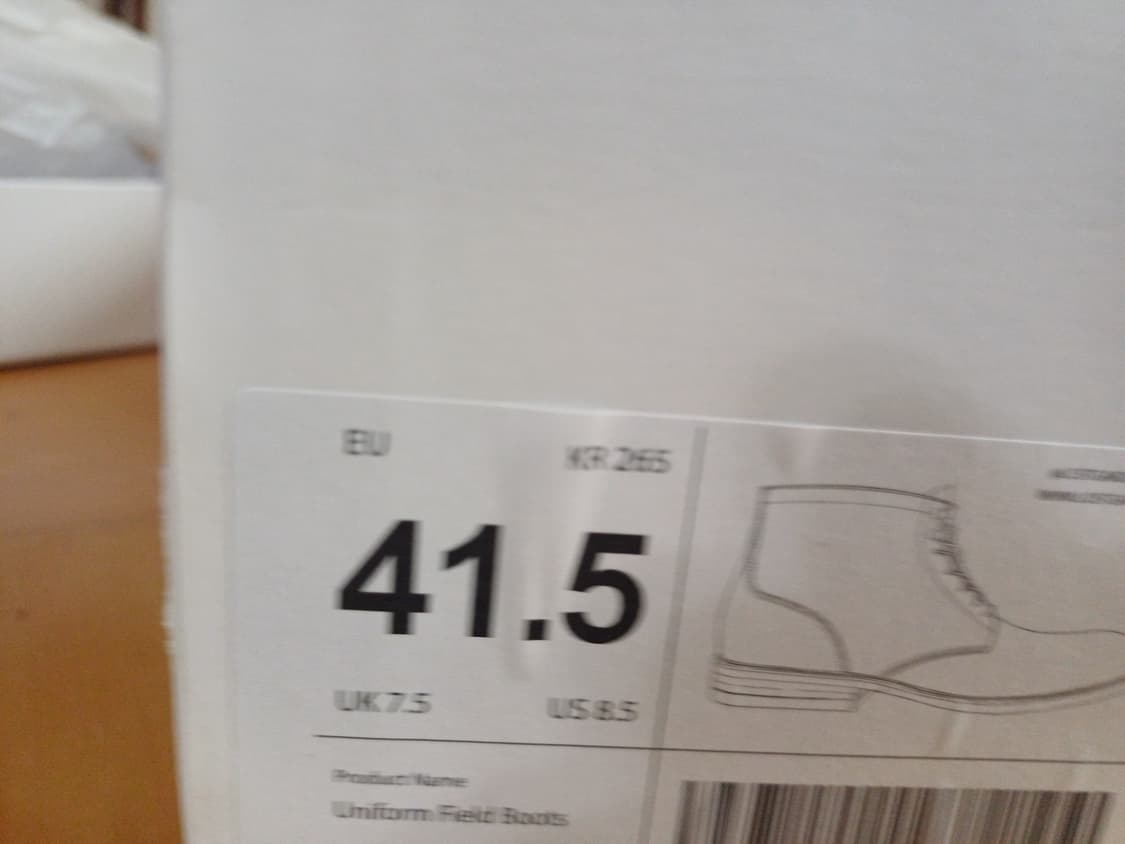 EU KR 265
41.5
UK 7.5 US 8.5
Product Name
Uniform Field Boots